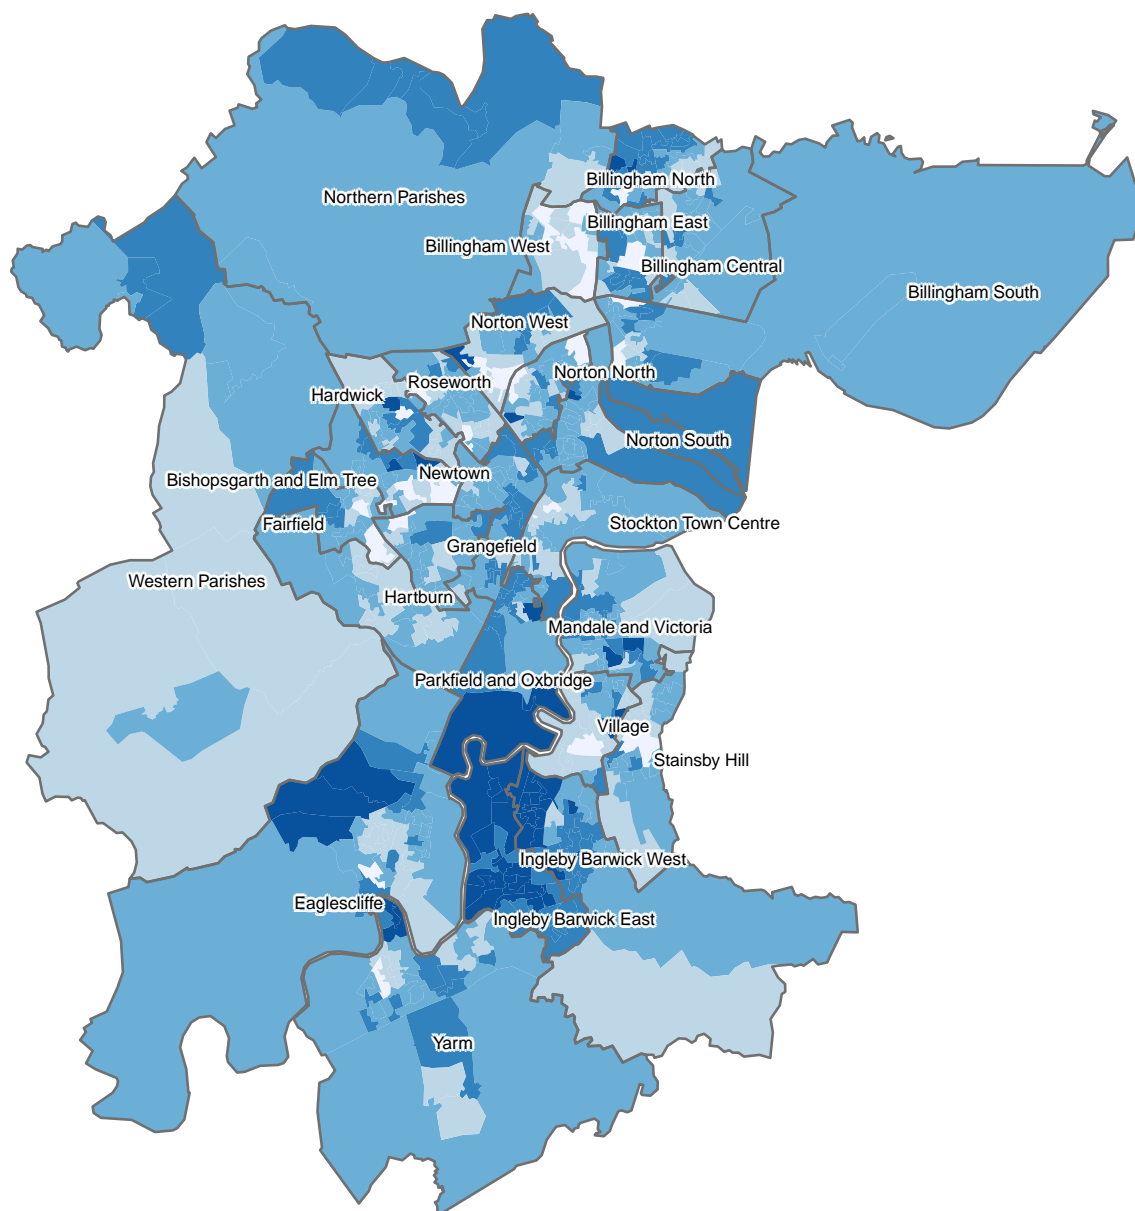 Billingham North
Northern Parishes
Billingham East
Billingham West
Billingham Central
Billingham South
Norton West
Norton North
Roseworth
Hardwick
Norton South
Newtown
Bishopsgarth and Elm Tree
Fairfield
Stockton Town Centre
Grangefield
Western Parishes
Hartburn
Mandale and Victoria
Parkfield and Oxbridge
Village
Stainsby Hill
Ingleby Barwick West
Eaglescliffe
Ingleby Barwick East
Yarm